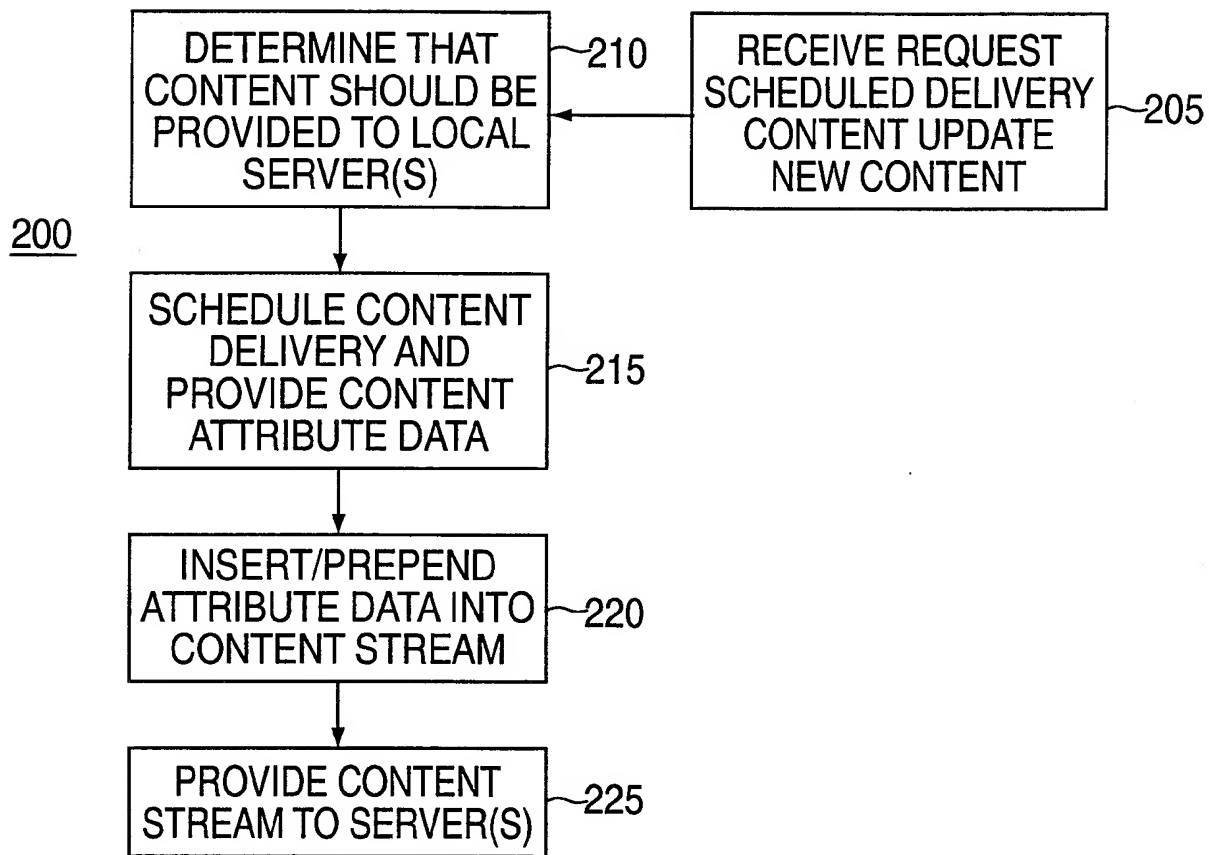 DETERMINE THAT
CONTENT SHOULD BE
PROVIDED TO LOCAL
SERVER(S)
210
RECEIVE REQUEST
SCHEDULED DELIVERY
CONTENT UPDATE
NEW CONTENT
205
200
SCHEDULE CONTENT
DELIVERY AND
PROVIDE CONTENT
ATTRIBUTE DATA
215
INSERT/PREPEND
ATTRIBUTE DATA INTO
CONTENT STREAM
220
PROVIDE CONTENT
STREAM TO SERVER(S)
225